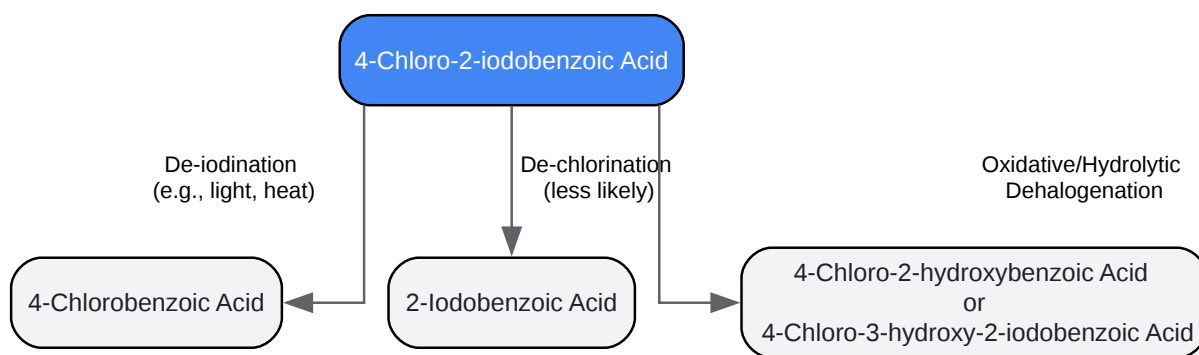 4-Chloro-2-iodobenzoic Acid
De-iodination
(e.g., light, heat)
De-chlorination
(less likely)
Oxidative/Hydrolytic
Dehalogenation
4-Chlorobenzoic Acid
2-Iodobenzoic Acid
4-Chloro-2-hydroxybenzoic Acid
or
4-Chloro-3-hydroxy-2-iodobenzoic Acid